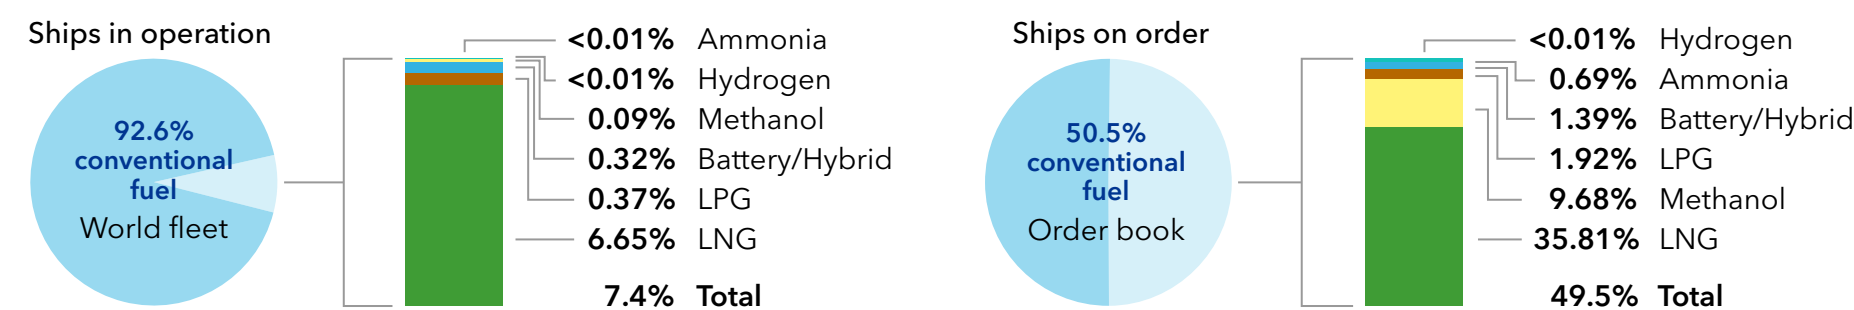 Ships in operation
92.6%
conventional
fuel
World fleet
<0.01% Ammonia
<0.01% Hydrogen
0.09% Methanol
0.32% Battery/Hybrid
0.37% LPG
6.65% LNG
7.4% Total
Ships on order
50.5%
conventional
fuel
Order book
<0.01% Hydrogen
0.69% Ammonia
1.39% Battery/Hybrid
1.92% LPG
9.68% Methanol
35.81% LNG
49.5% Total